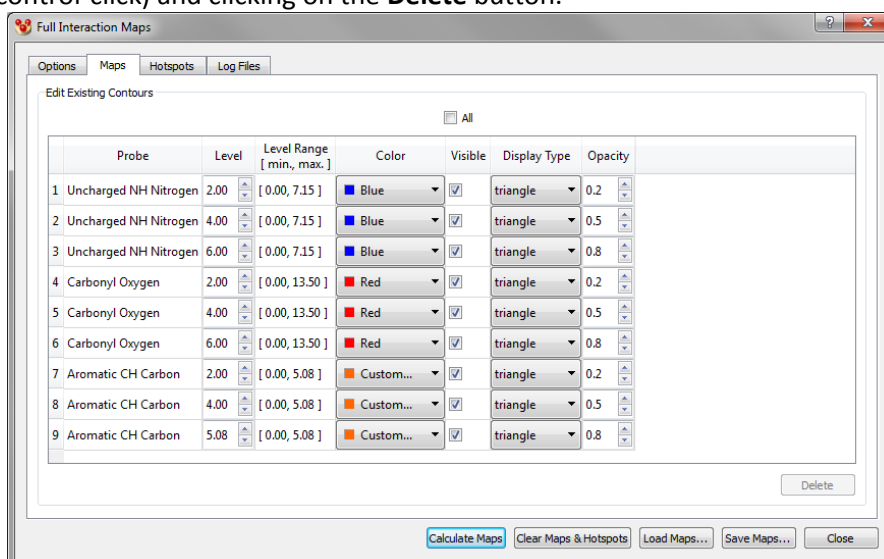 control click) and clicking on the Delete button.
Full Interaction Maps
Options Maps Hotspots Log Files
Edit Existing Contours
All
Probe Level Level Range [ min., max. ] Color Visible Display Type Opacity
1 Uncharged NH Nitrogen 2.00 [ 0.00, 7.15 ] Blue triangle 0.2
2 Uncharged NH Nitrogen 4.00 [ 0.00, 7.15 ] Blue triangle 0.5
3 Uncharged NH Nitrogen 6.00 [ 0.00, 7.15 ] Blue triangle 0.8
4 Carbonyl Oxygen 2.00 [ 0.00, 13.50 ] Red triangle 0.2
5 Carbonyl Oxygen 4.00 [ 0.00, 13.50 ] Red triangle 0.5
6 Carbonyl Oxygen 6.00 [ 0.00, 13.50 ] Red triangle 0.8
7 Aromatic CH Carbon 2.00 [ 0.00, 5.08 ] Custom... triangle 0.2
8 Aromatic CH Carbon 4.00 [ 0.00, 5.08 ] Custom... triangle 0.5
9 Aromatic CH Carbon 5.08 [ 0.00, 5.08 ] Custom... triangle 0.8
Delete
Calculate Maps Clear Maps & Hotspots Load Maps... Save Maps... Close